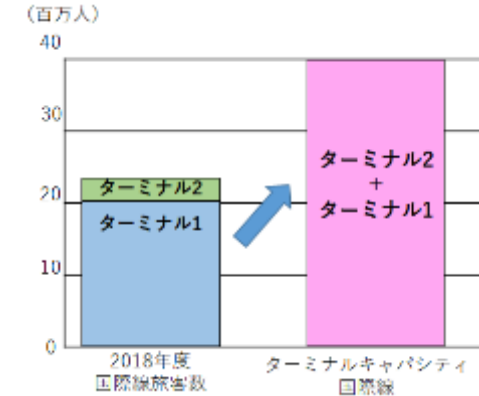 （百万人）
40
30
20
10
0
ターミナル2
ターミナル1
ターミナル2
+
ターミナル1
2018年度
国際線旅客数
ターミナルキャパシティ
国際線